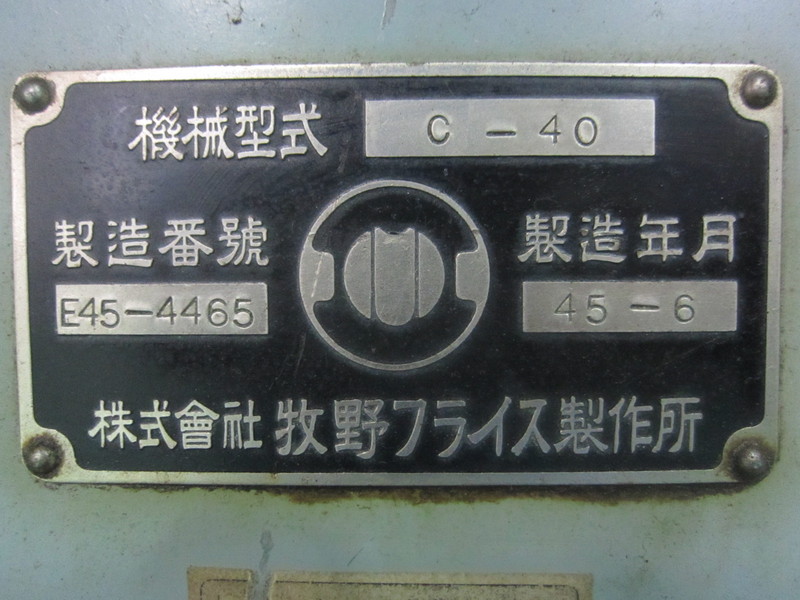 機械型式 C-40
製造番號 製造年月
E45-4465 45-6
株式會社 牧野フライス製作所